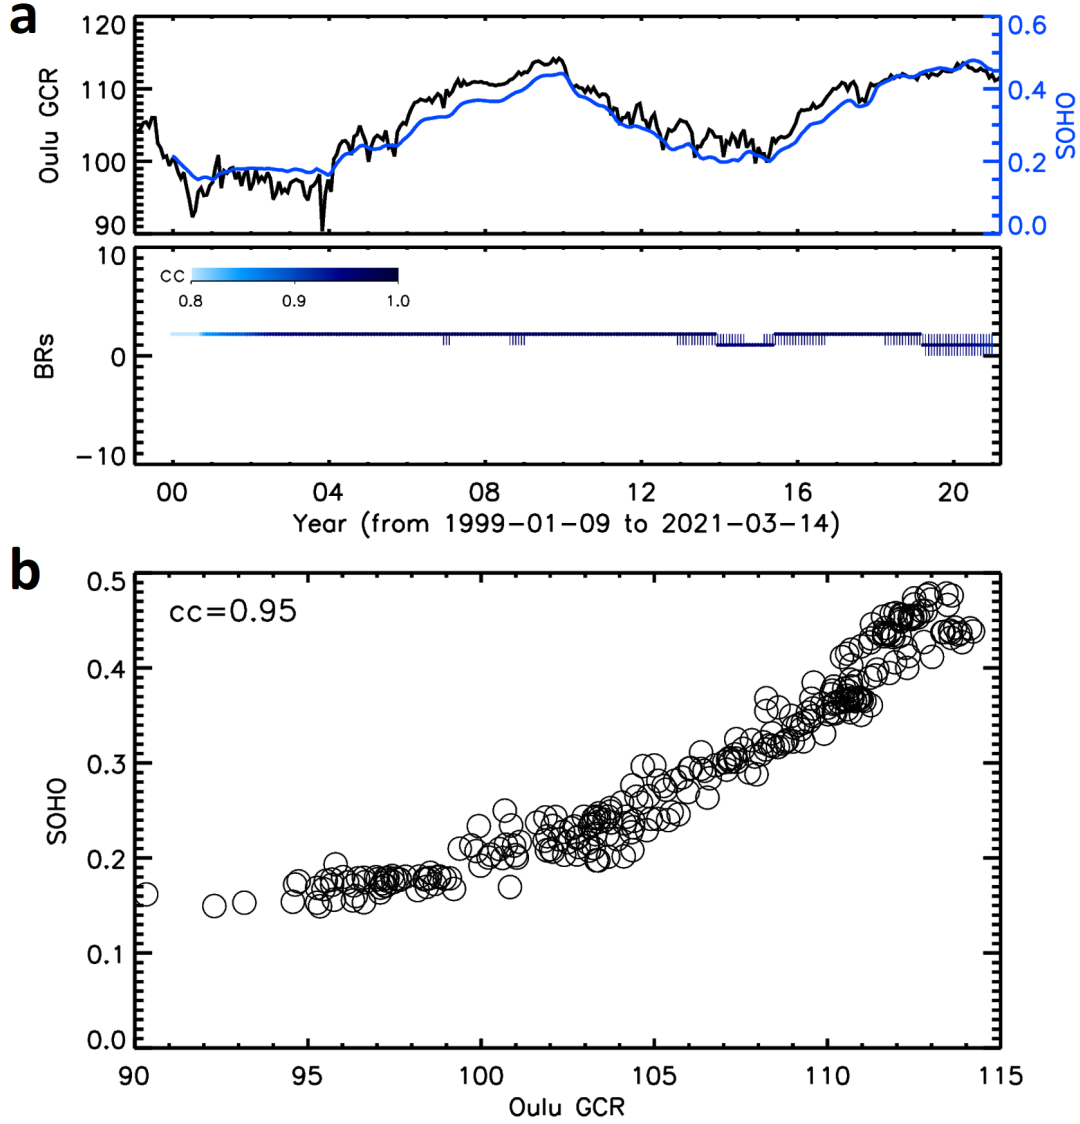 a
120
110
100
90
Oulu GCR
0.6
0.4
0.2
0.0
SOHO
10
0
−10
BRs
cc
0.8 0.9 1.0
00 04 08 12 16 20
Year (from 1999−01−09 to 2021−03−14)
b
cc=0.95
0.5
0.4
0.3
0.2
0.1
0.0
SOHO
90 95 100 105 110 115
Oulu GCR